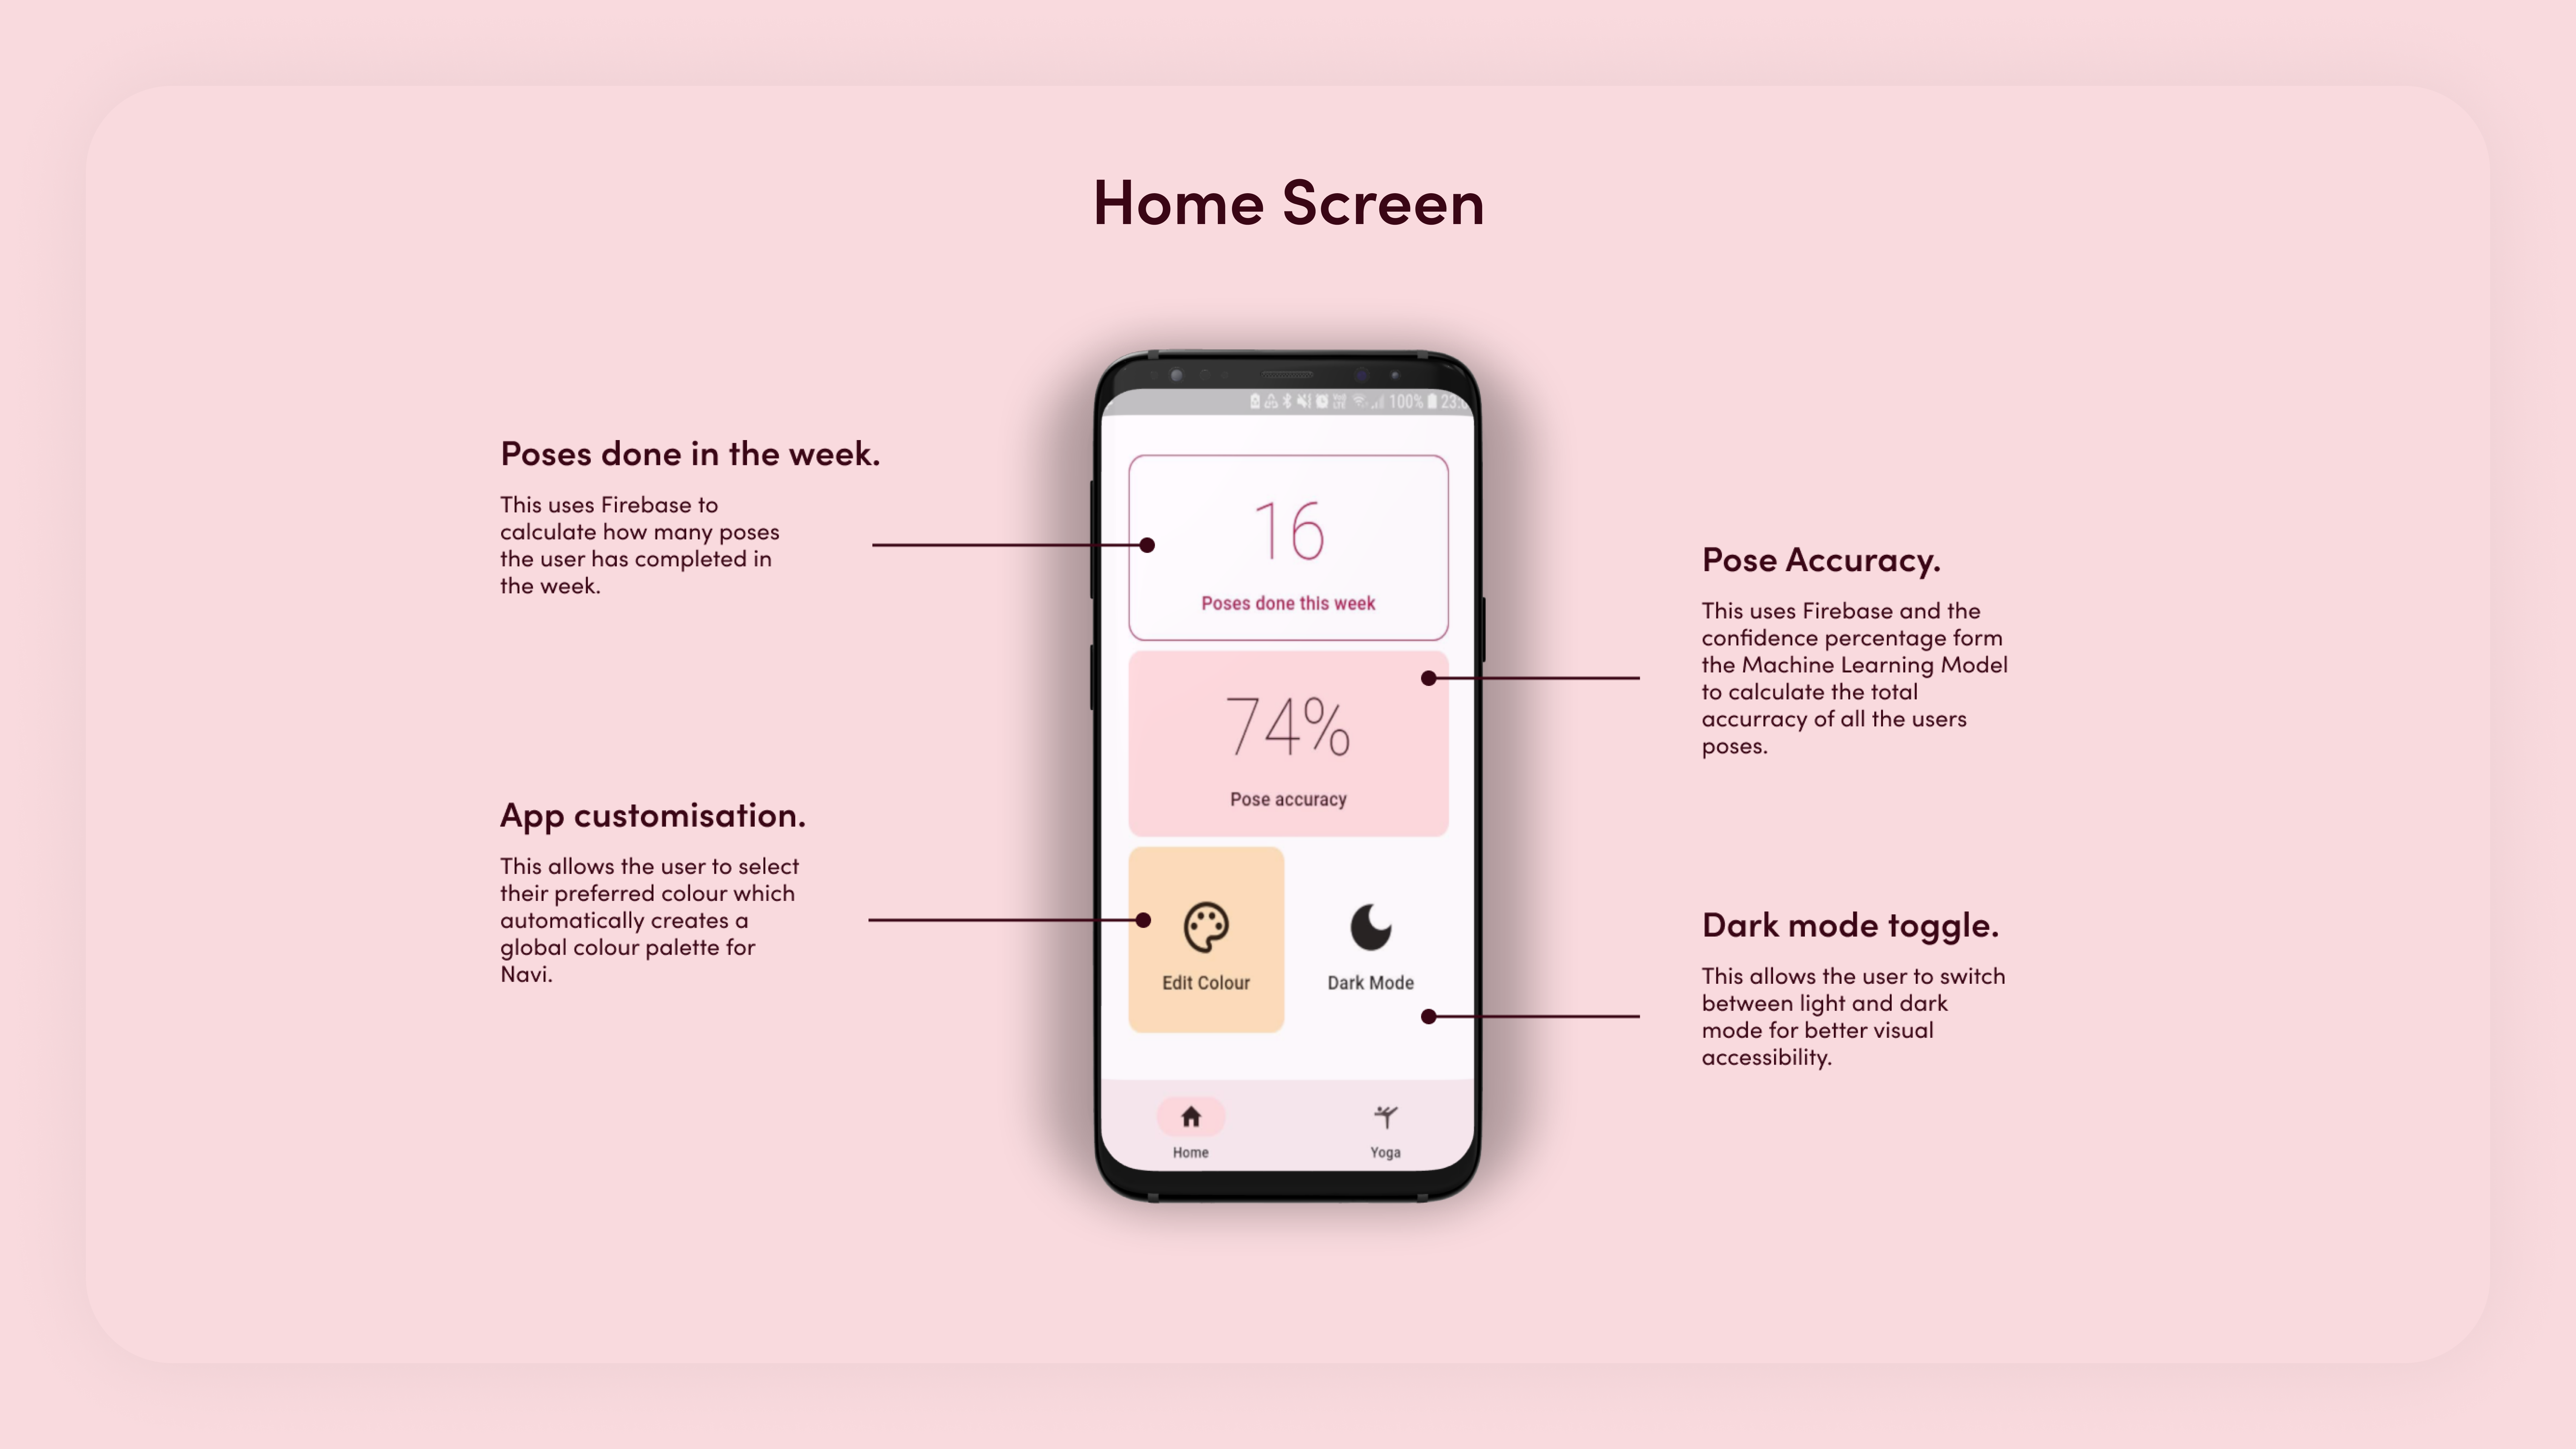 Home Screen
Poses done in the week.
This uses Firebase to
calculate how many poses
the user has completed in
the week.
App customisation.
This allows the user to select
their preferred colour which
automatically creates a
global colour palette for
Navi.
100% 23:
16
Poses done this week
74%
Pose accuracy
Edit Colour
Dark Mode
Home
Yoga
Pose Accuracy.
This uses Firebase and the
confidence percentage form
the Machine Learning Model
to calculate the total
accurracy of all the users
poses.
Dark mode toggle.
This allows the user to switch
between light and dark
mode for better visual
accessibility.